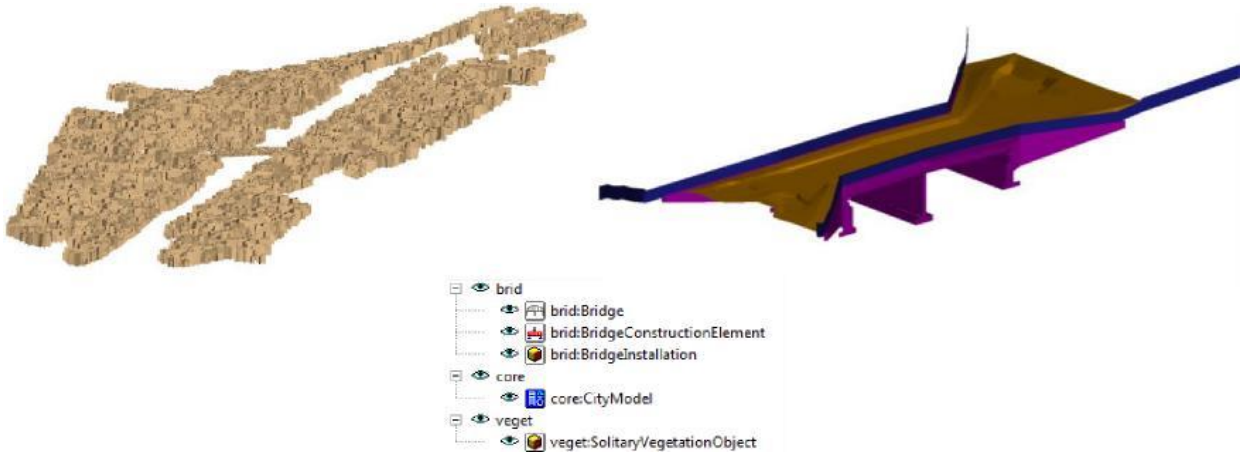 brid
brid:Bridge
brid:BridgeConstructionElement
brid:BridgeInstallation
core
core:CityModel
veget
veget:SolitaryVegetationObject